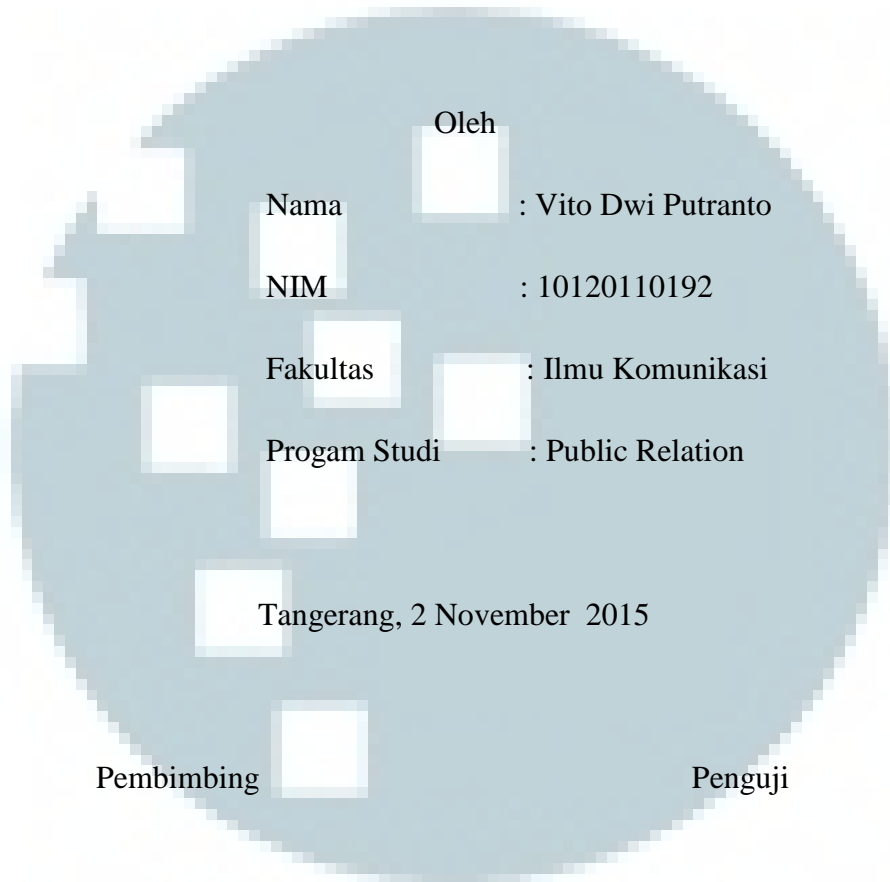 Oleh
Nama : Vito Dwi Putranto
NIM : 10120110192
Fakultas : Ilmu Komunikasi
Progam Studi : Public Relation
Tangerang, 2 November 2015
Pembimbing Penguji